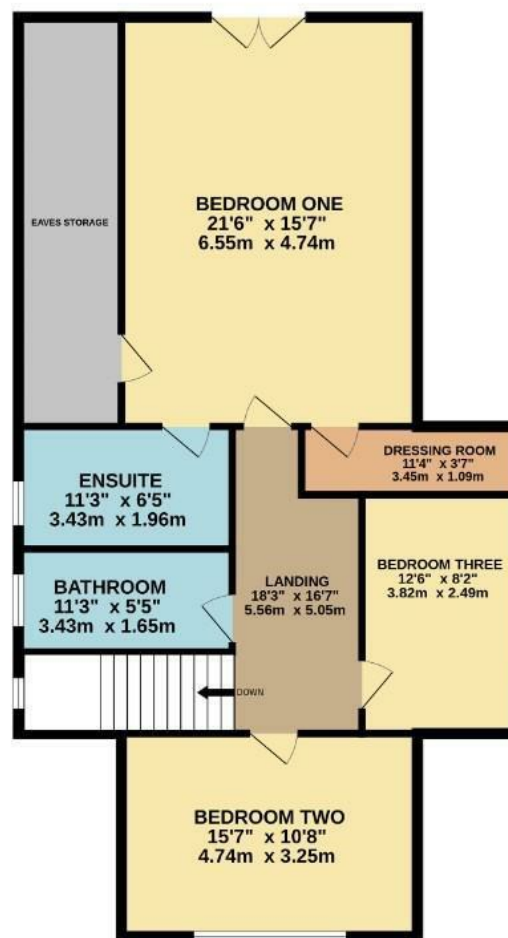 BEDROOM ONE
21'6" x 15'7"
6.55m x 4.74m
EAVES STORAGE
DRESSING ROOM
11'4" x 3'7"
3.45m x 1.09m
ENSUITE
11'3" x 6'5"
3.43m x 1.96m
BEDROOM THREE
12'6" x 8'2"
3.82m x 2.49m
BATHROOM
11'3" x 5'5"
3.43m x 1.65m
LANDING
18'3" x 16'7"
5.56m x 5.05m
DOWN
BEDROOM TWO
15'7" x 10'8"
4.74m x 3.25m